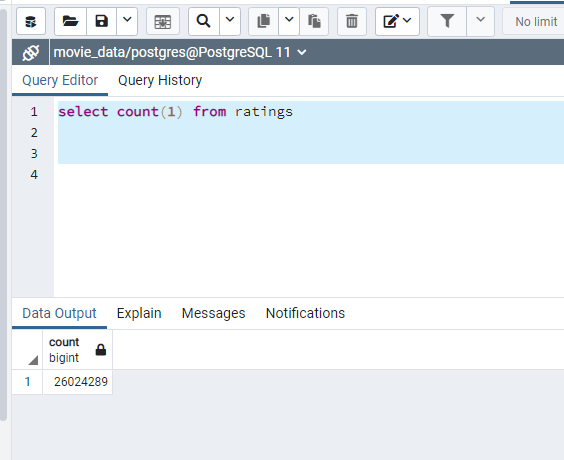 No limit
movie_data/postgres@PostgreSQL 11
Query Editor Query History
1 select count(1) from ratings
2
3
4
Data Output Explain Messages Notifications
count
bigint
1 26024289